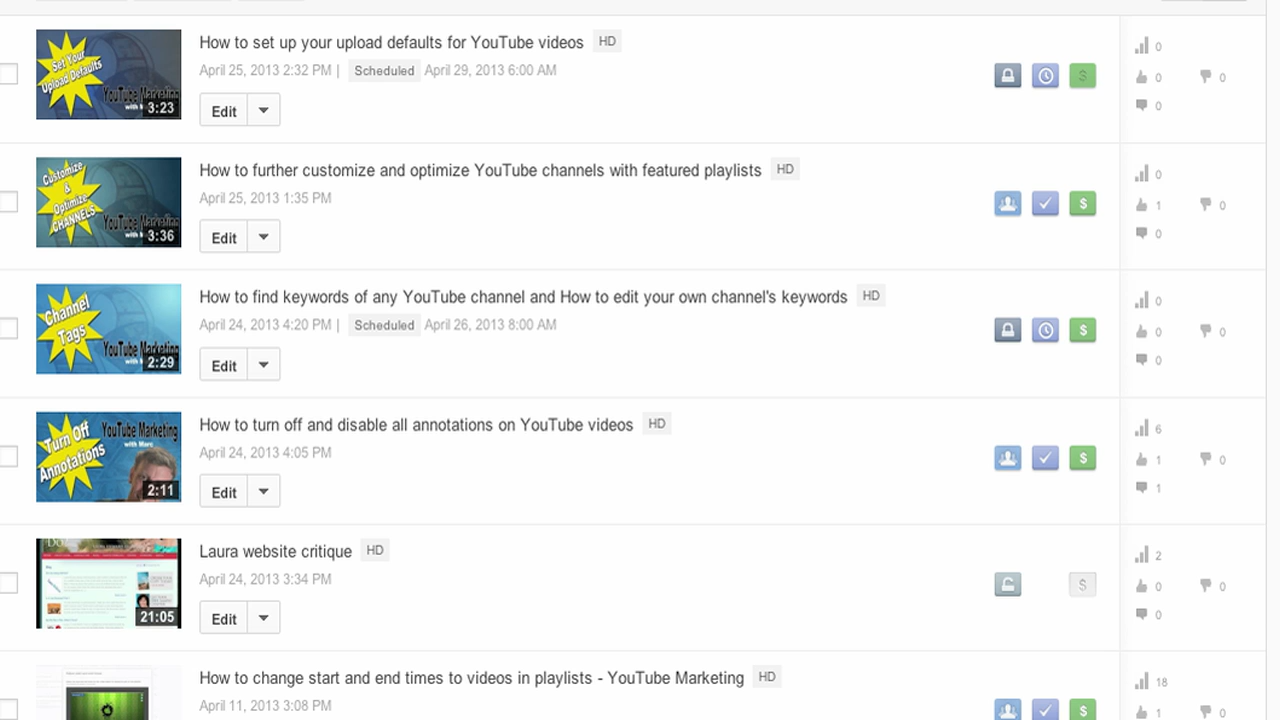 How to set up your upload defaults for YouTube videos HD
Set Your
Upload Defaults
YouTube Marketing
3:23
April 25, 2013 2:32 PM | Scheduled April 29, 2013 6:00 AM
Edit
$
0
0 0
0
How to further customize and optimize YouTube channels with featured playlists HD
Customize
&
Optimize
CHANNELS
YouTube Marketing
3:36
April 25, 2013 1:35 PM
Edit
$
0
1 0
0
How to find keywords of any YouTube channel and How to edit your own channel's keywords HD
Channel
Tags
YouTube Marketing
2:29
April 24, 2013 4:20 PM | Scheduled April 26, 2013 8:00 AM
Edit
$
0
0 0
0
How to turn off and disable all annotations on YouTube videos HD
Turn Off
Annotations
YouTube Marketing
with Marc
2:11
April 24, 2013 4:05 PM
Edit
$
6
1 0
1
Laura website critique HD
21:05
April 24, 2013 3:34 PM
Edit
$
2
0 0
0
How to change start and end times to videos in playlists - YouTube Marketing HD
April 11, 2013 3:08 PM
$
18
1 0